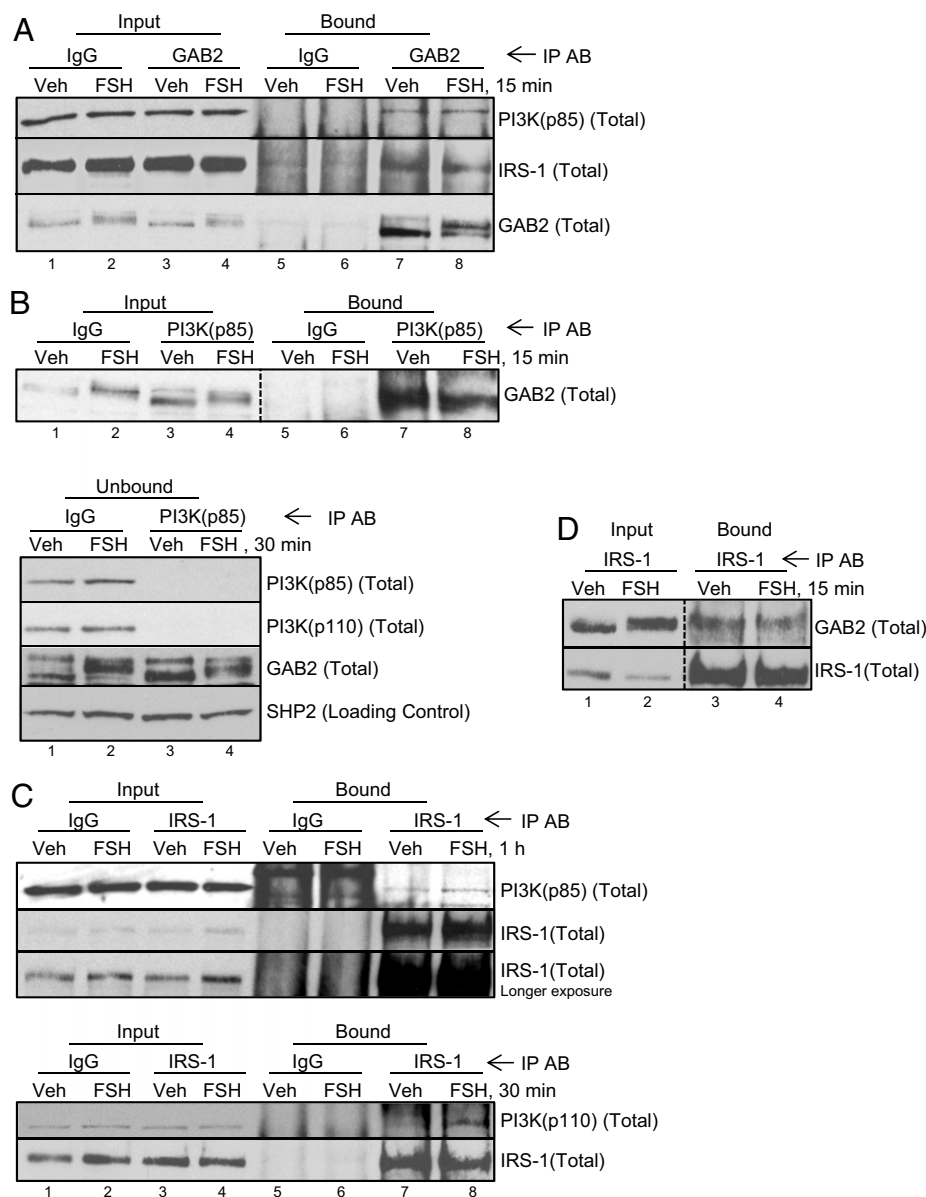 A
Input Bound
IgG GAB2 IgG GAB2 ← IP AB
Veh FSH Veh FSH Veh FSH Veh FSH, 15 min
PI3K(p85) (Total)
IRS-1 (Total)
GAB2 (Total)
1 2 3 4 5 6 7 8
B
Input Bound
IgG PI3K(p85) IgG PI3K(p85) ← IP AB
Veh FSH Veh FSH Veh FSH Veh FSH, 15 min
GAB2 (Total)
1 2 3 4 5 6 7 8
Unbound
IgG PI3K(p85) ← IP AB
Veh FSH Veh FSH , 30 min
PI3K(p85) (Total)
PI3K(p110) (Total)
GAB2 (Total)
SHP2 (Loading Control)
1 2 3 4
D
Input Bound
IRS-1 IRS-1 ← IP AB
Veh FSH Veh FSH, 15 min
GAB2 (Total)
IRS-1(Total)
1 2 3 4
C
Input Bound
IgG IRS-1 IgG IRS-1 ← IP AB
Veh FSH Veh FSH Veh FSH Veh FSH, 1 h
PI3K(p85) (Total)
IRS-1(Total)
IRS-1(Total)
Longer exposure
Input Bound
IgG IRS-1 IgG IRS-1 ← IP AB
Veh FSH Veh FSH Veh FSH Veh FSH, 30 min
PI3K(p110) (Total)
IRS-1(Total)
1 2 3 4 5 6 7 8